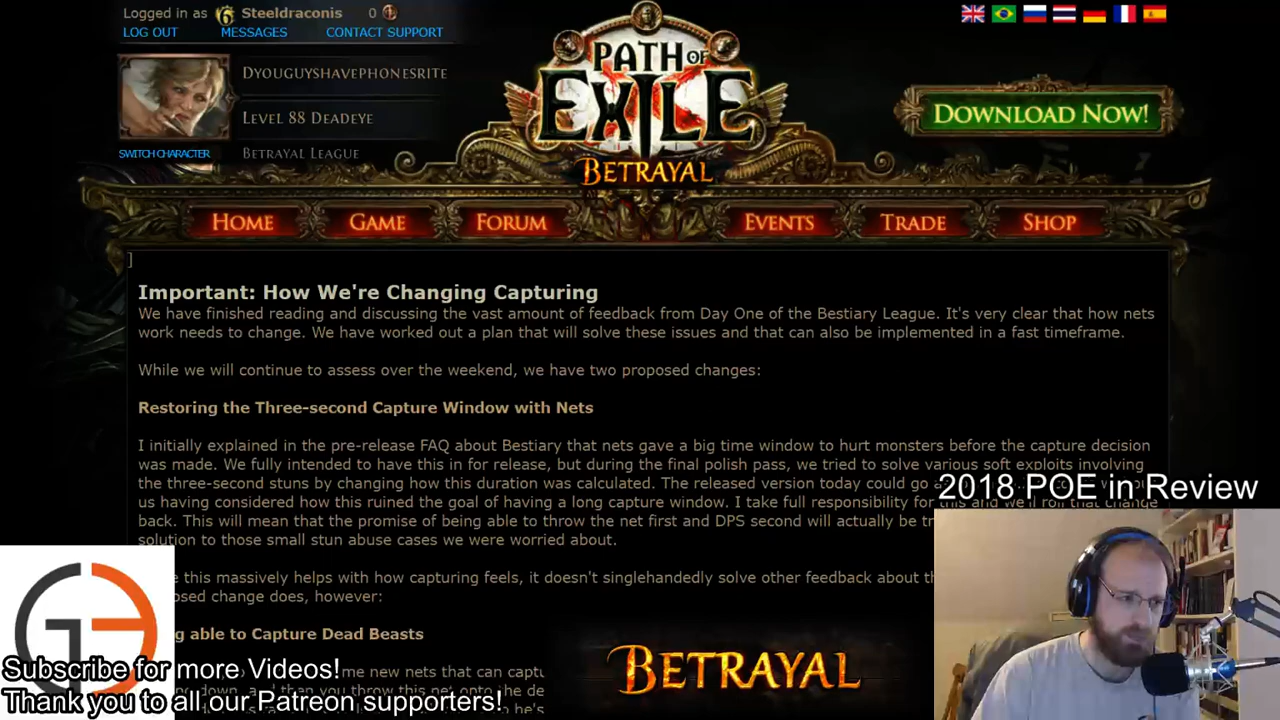 Logged in as Steeldraconis 0
LOG OUT MESSAGES CONTACT SUPPORT
DYOUGUYSHAVEPHONESRITE
LEVEL 88 DEADEYE
SWITCH CHARACTER BETRAYAL LEAGUE
PATH OF
EXILE
BETRAYAL
DOWNLOAD NOW!
HOME GAME FORUM EVENTS TRADE SHOP
]
Important: How We're Changing Capturing
We have finished reading and discussing the vast amount of feedback from Day One of the Bestiary League. It's very clear that how nets
work needs to change. We have worked out a plan that will solve these issues and that can also be implemented in a fast timeframe.
While we will continue to assess over the weekend, we have two proposed changes:
Restoring the Three-second Capture Window with Nets
I initially explained in the pre-release FAQ about Bestiary that nets gave a big time window to hurt monsters before the capture decision
was made. We fully intended to have this in for release, but during the final polish pass, we tried to solve various soft exploits involving
the three-second stuns by changing how this duration was calculated. The released version today could go a
us having considered how this ruined the goal of having a long capture window. I take full responsibility for this and we'll roll that change
back. This will mean that the promise of being able to throw the net first and DPS second will actually be
solution to those small stun abuse cases we were worried about.
this massively helps with how capturing feels, it doesn't singlehandedly solve other feedback about
change does, however:
able to Capture Dead Beasts
new nets that can
you throw this net onto the
2018 POE in Review
BETRAYAL
Subscribe for more Videos!
Thank you to all our Patreon supporters!